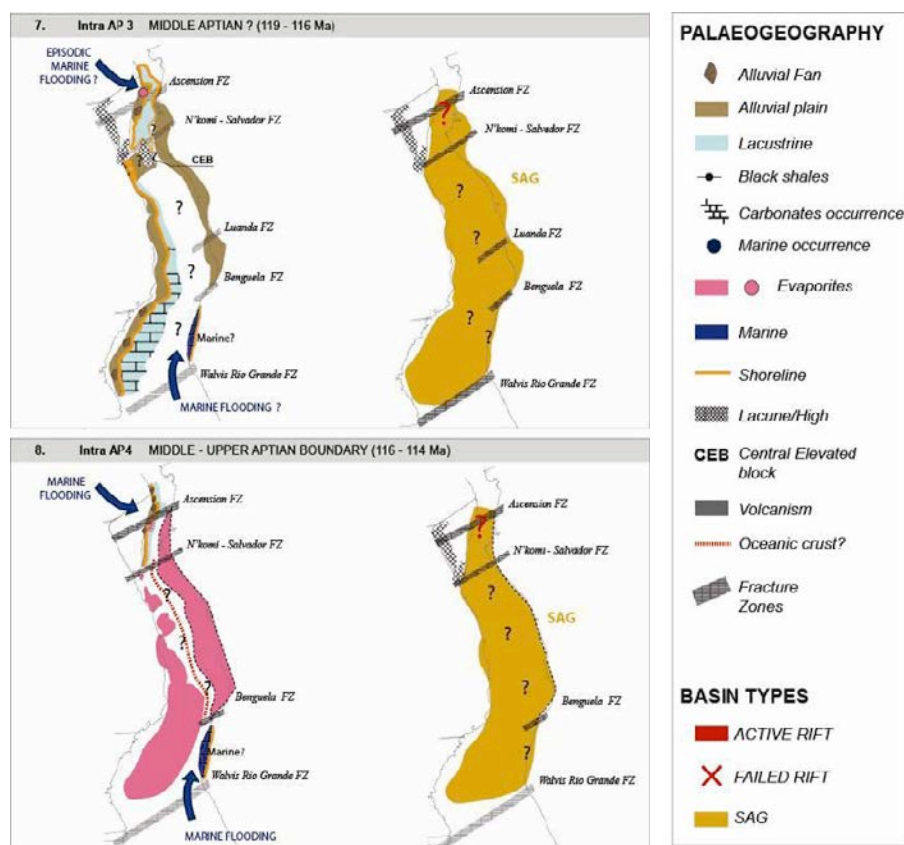 7. Intra AP 3 MIDDLE APTIAN ? (119 - 116 Ma)
EPISODIC
MARINE
FLOODING ?
Ascension FZ
N'komi - Salvador FZ
?
?
CEB
?
Luanda FZ
?
Benguela FZ
?
Marine?
Walvis Rio Grande FZ
MARINE FLOODING ?
Ascension FZ
?
N'komi - Salvador FZ
SAG
?
Luanda FZ
?
Benguela FZ
?
?
Walvis Rio Grande FZ
8. Intra AP4 MIDDLE - UPPER APTIAN BOUNDARY (116 - 114 Ma)
MARINE
FLOODING
Ascension FZ
N'komi - Salvador FZ
?
?
?
Benguela FZ
Marine?
Walvis Rio Grande FZ
MARINE FLOODING
Ascension FZ
?
N'komi - Salvador FZ
?
SAG
?
?
Benguela FZ
?
Walvis Rio Grande FZ
PALAEOGEOGRAPHY
Alluvial Fan
Alluvial plain
Lacustrine
Black shales
Carbonates occurrence
Marine occurrence
Evaporites
Marine
Shoreline
Lacune/High
CEB Central Elevated
block
Volcanism
Oceanic crust?
Fracture
Zones
BASIN TYPES
ACTIVE RIFT
FAILED RIFT
SAG